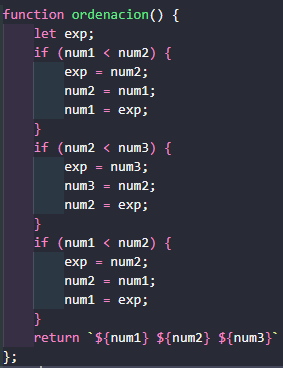 function ordenacion() {
let exp;
if (num1 < num2) {
exp = num2;
num2 = num1;
num1 = exp;
}
if (num2 < num3) {
exp = num3;
num3 = num2;
num2 = exp;
}
if (num1 < num2) {
exp = num2;
num2 = num1;
num1 = exp;
}
return `${num1} ${num2} ${num3}`
};